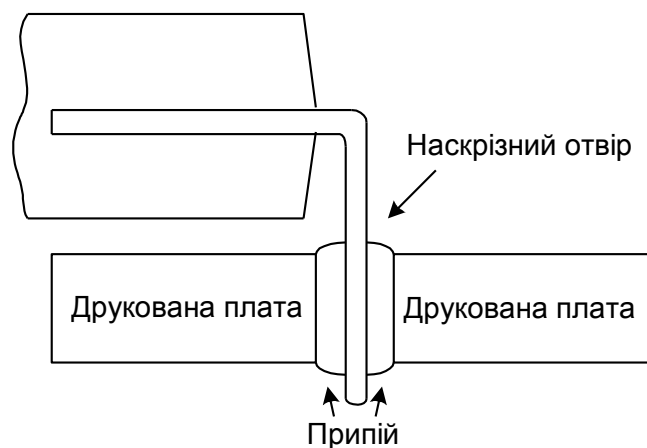 Наскрізний отвір
Друкована плата
Друкована плата
Припій